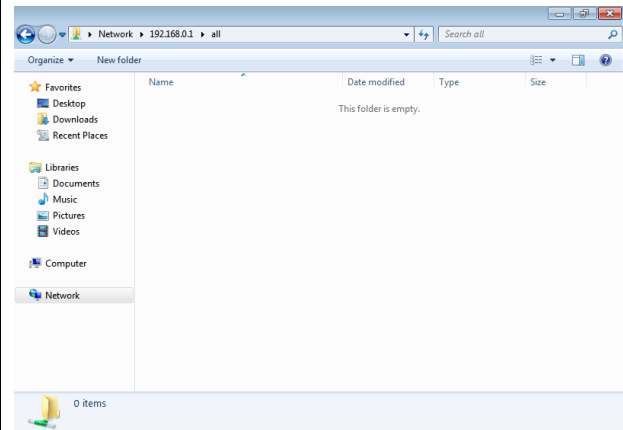 Network ▸ 192.168.0.1 ▸ all
Search all
Organize
New folder
Favorites
Desktop
Downloads
Recent Places
Libraries
Documents
Music
Pictures
Videos
Computer
Network
Name Date modified Type Size
This folder is empty.
0 items